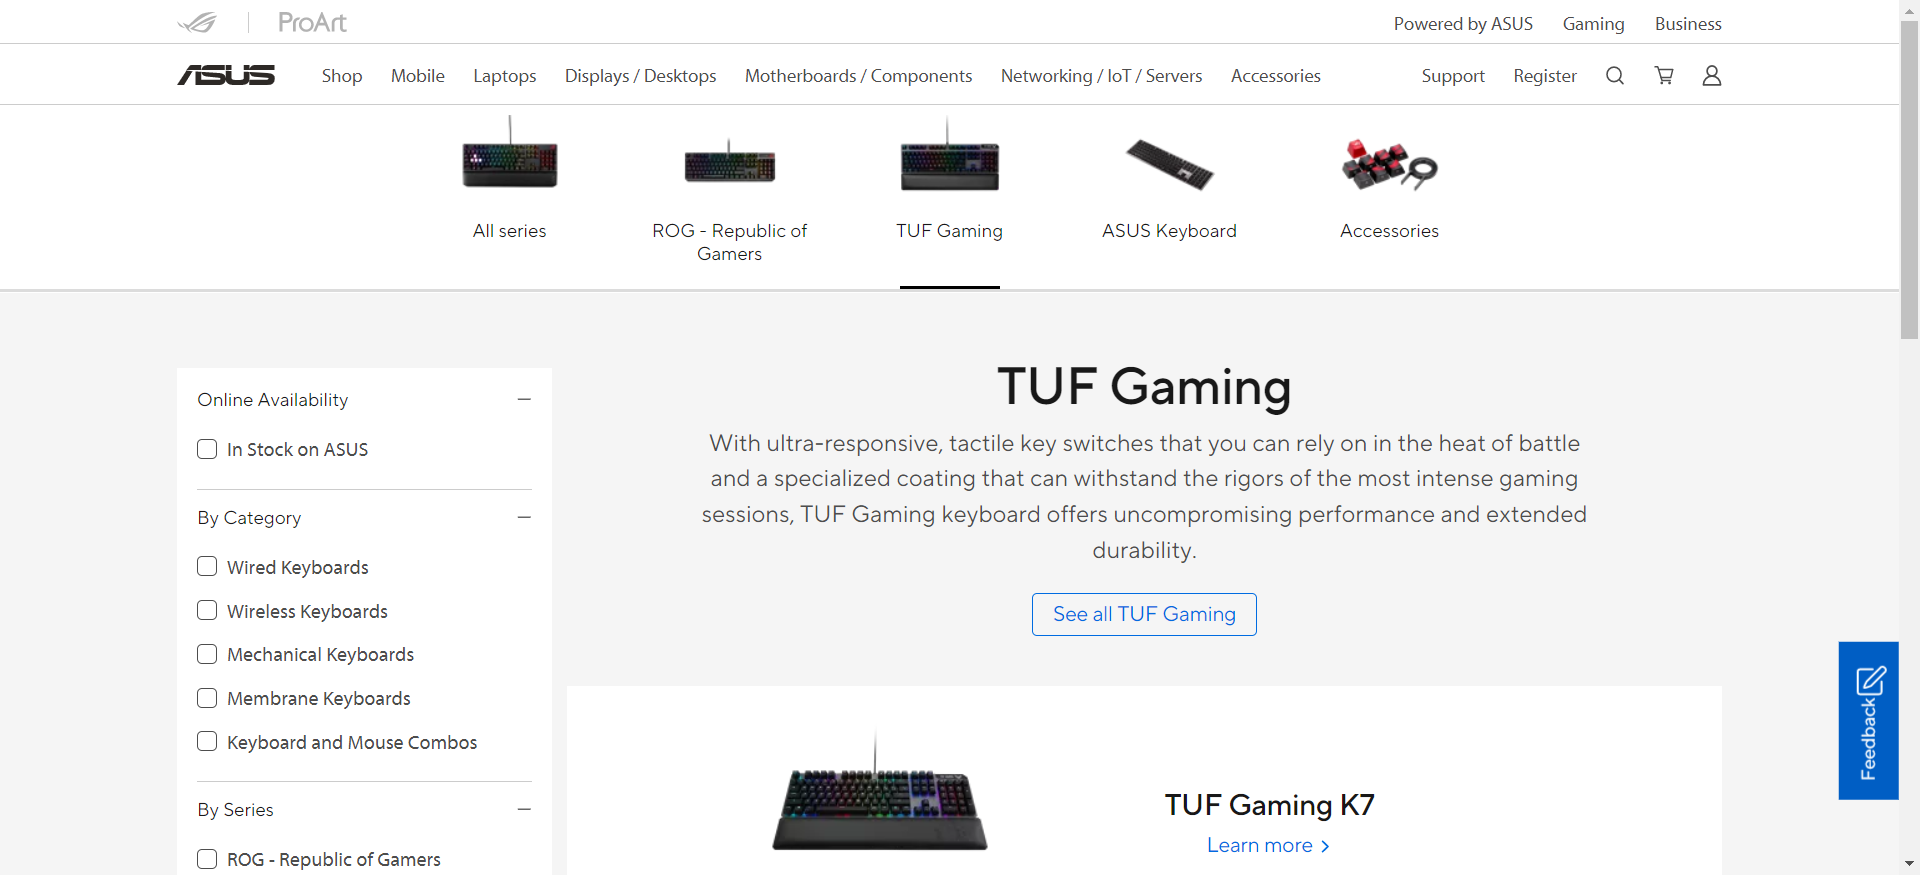 ProArt
Powered by ASUS Gaming Business
ASUS Shop Mobile Laptops Displays / Desktops Motherboards / Components Networking / IoT / Servers Accessories Support Register
All series
ROG - Republic of
Gamers
TUF Gaming
ASUS Keyboard
Accessories
Online Availability
In Stock on ASUS
By Category
Wired Keyboards
Wireless Keyboards
Mechanical Keyboards
Membrane Keyboards
Keyboard and Mouse Combos
By Series
ROG - Republic of Gamers
TUF Gaming
With ultra-responsive, tactile key switches that you can rely on in the heat of battle
and a specialized coating that can withstand the rigors of the most intense gaming
sessions, TUF Gaming keyboard offers uncompromising performance and extended
durability.
See all TUF Gaming
TUF Gaming K7
Learn more
Feedback